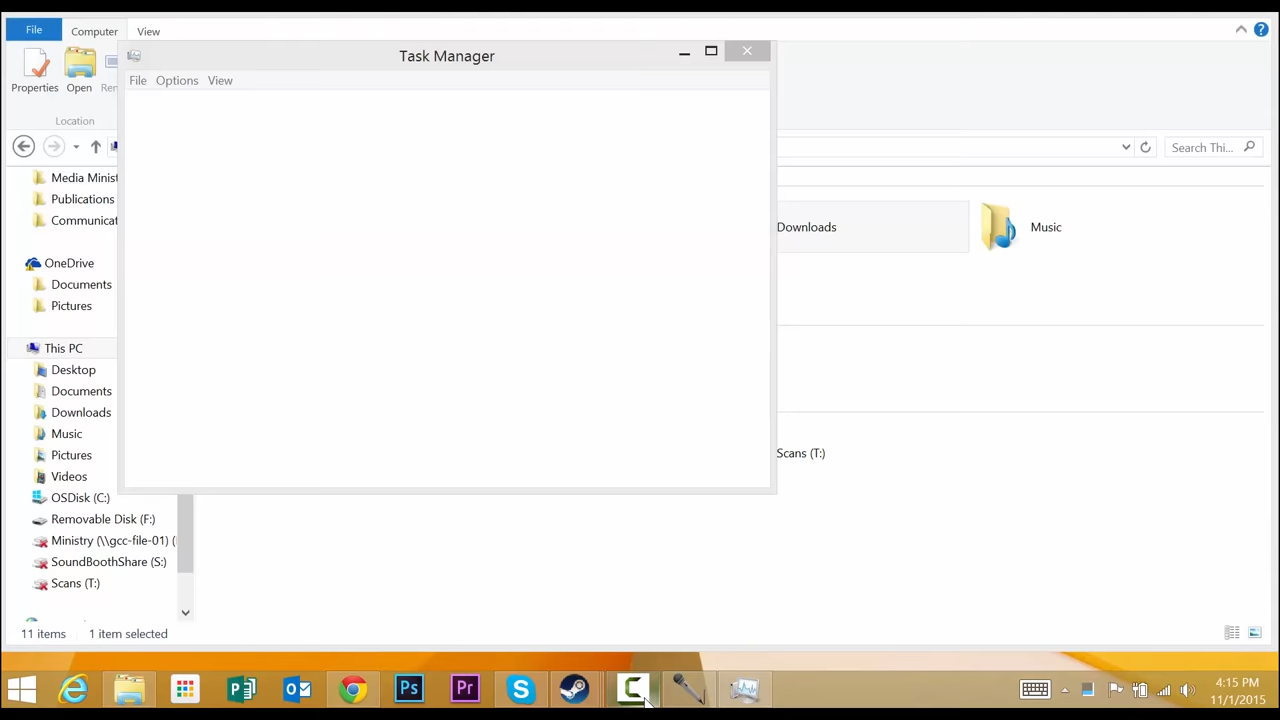 File
Computer
View
Task Manager
File Options View
Properties
Open
Location
Search Thi...
Media Minist
Publications
Communicat
OneDrive
Documents
Pictures
This PC
Desktop
Documents
Downloads
Music
Pictures
Videos
OSDisk (C:)
Removable Disk (F:)
Ministry (\\gcc-file-01) (
SoundBoothShare (S:)
Scans (T:)
Downloads
Music
Scans (T:)
11 items
1 item selected
Ps
Pr
4:15 PM
11/1/2015